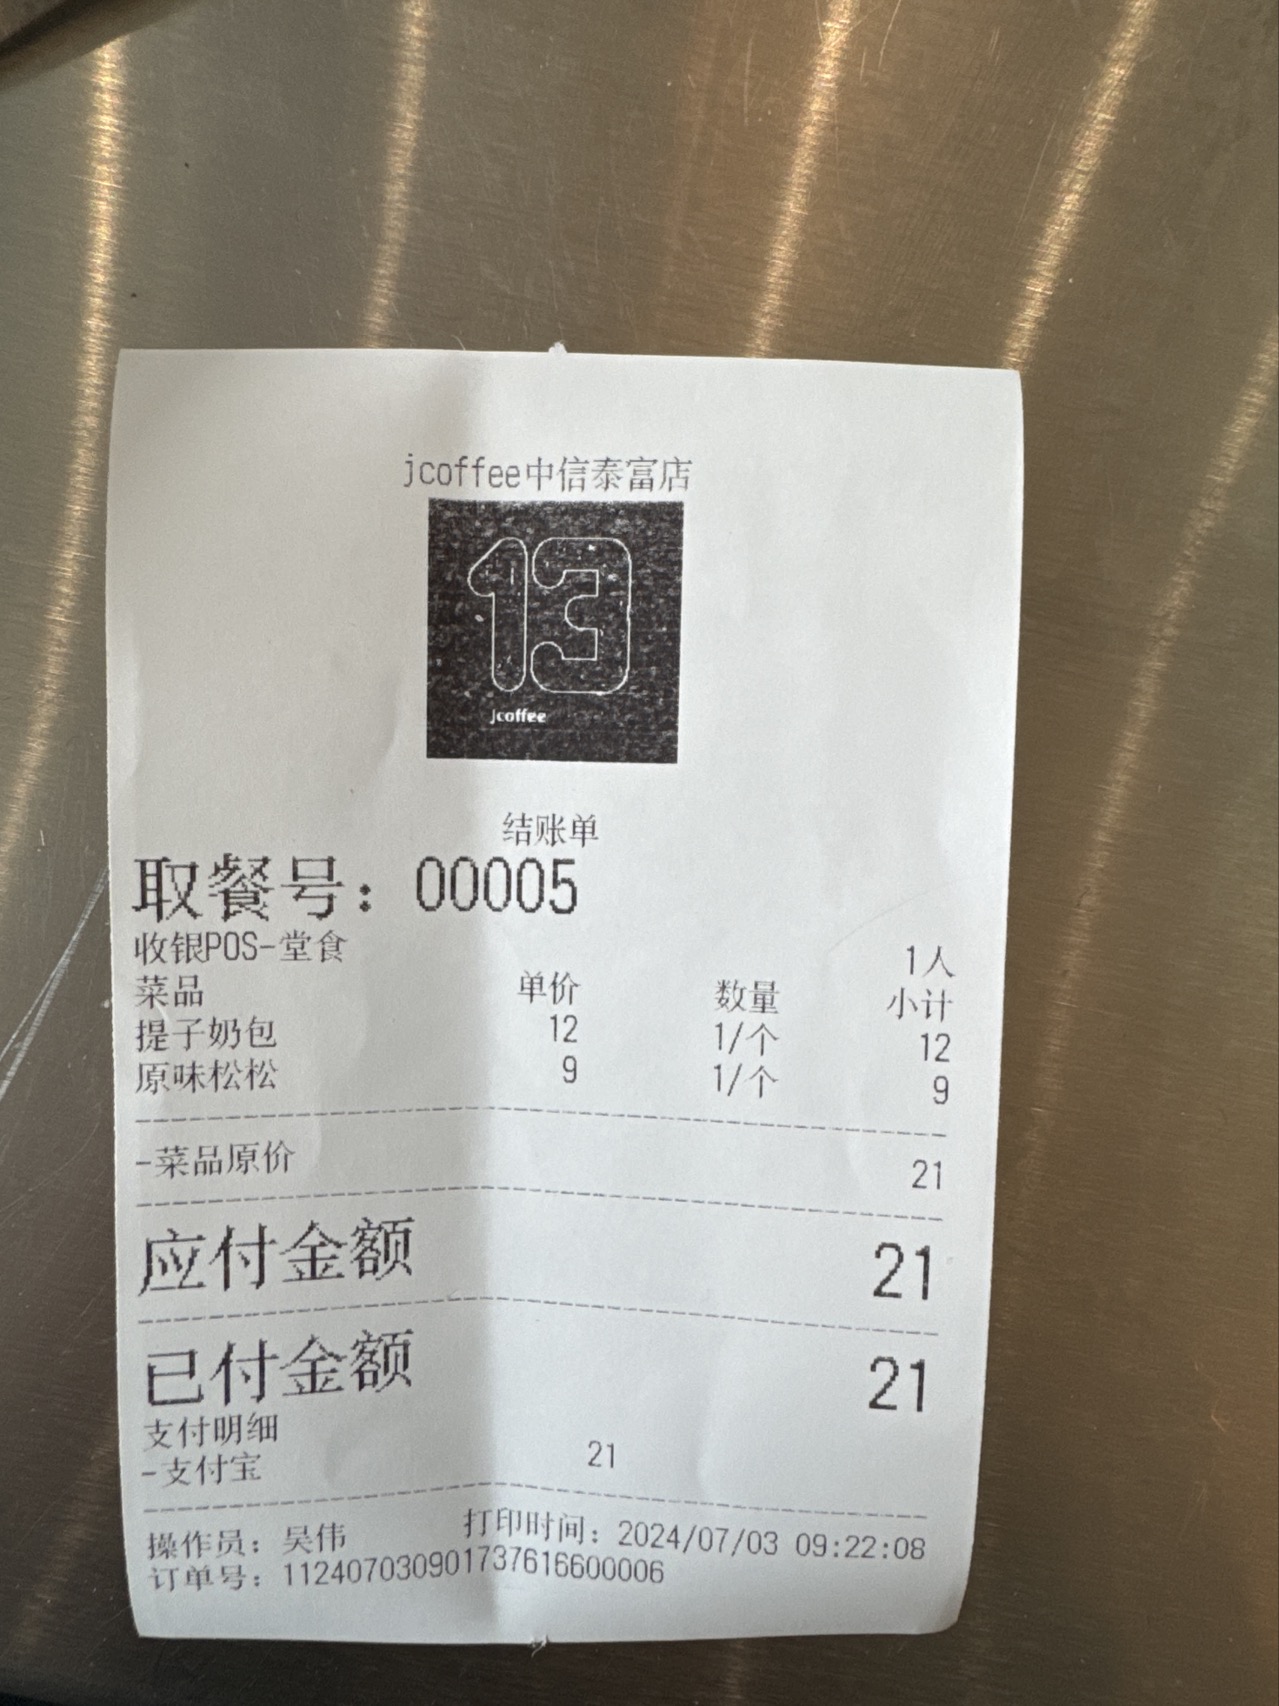 jcoffee中信泰富店
13
jcoffee
结账单
取餐号：00005
收银POS-堂食 1人
菜品 单价 数量 小计
提子奶包 12 1/个 12
原味松松 9 1/个 9
-菜品原价 21
应付金额 21
已付金额 21
支付明细
-支付宝 21
操作员：吴伟 打印时间：2024/07/03 09:22:08
订单号：11240703090173761660​0006